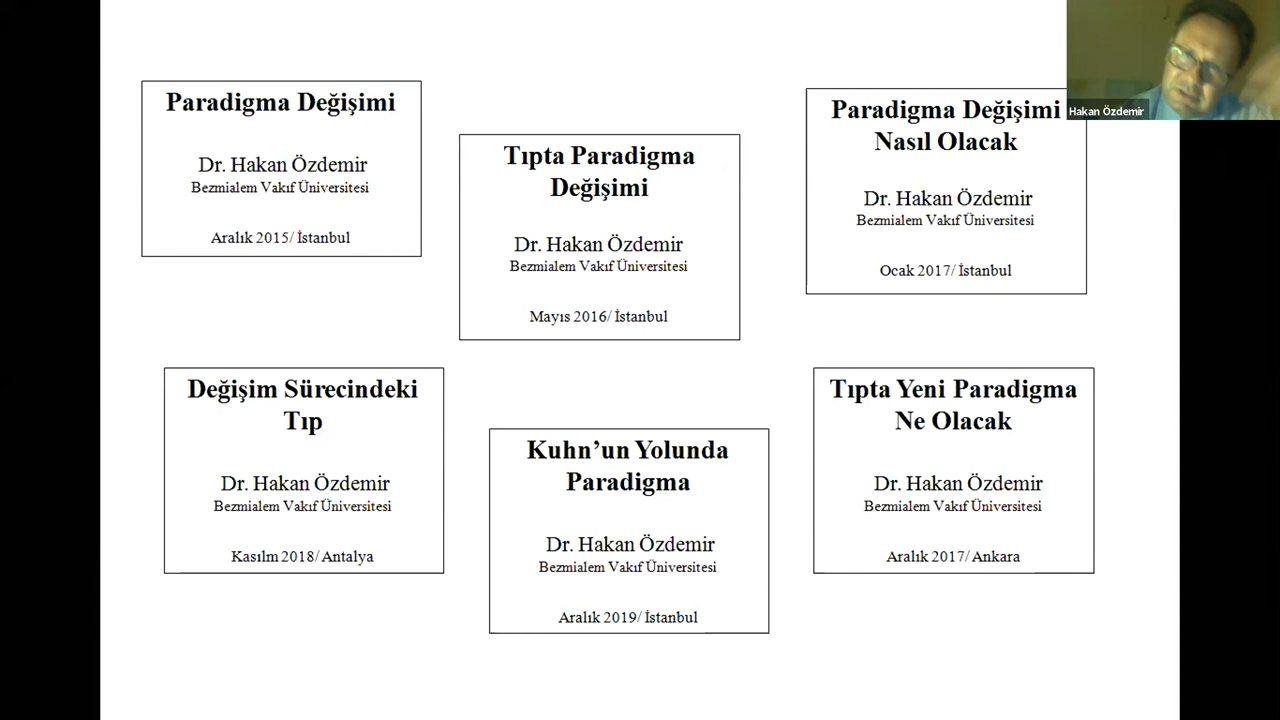 Paradigma Değişimi
Dr. Hakan Özdemir
Bezmialem Vakıf Üniversitesi
Aralık 2015/ İstanbul
Tıpta Paradigma
Değişimi
Dr. Hakan Özdemir
Bezmialem Vakıf Üniversitesi
Mayıs 2016/ İstanbul
Paradigma Değişimi
Nasıl Olacak
Dr. Hakan Özdemir
Bezmialem Vakıf Üniversitesi
Ocak 2017/ İstanbul
Hakan Özdemir
Değişim Sürecindeki
Tıp
Dr. Hakan Özdemir
Bezmialem Vakıf Üniversitesi
Kasılm 2018/ Antalya
Kuhn’un Yolunda
Paradigma
Dr. Hakan Özdemir
Bezmialem Vakıf Üniversitesi
Aralık 2019/ İstanbul
Tıpta Yeni Paradigma
Ne Olacak
Dr. Hakan Özdemir
Bezmialem Vakıf Üniversitesi
Aralık 2017/ Ankara